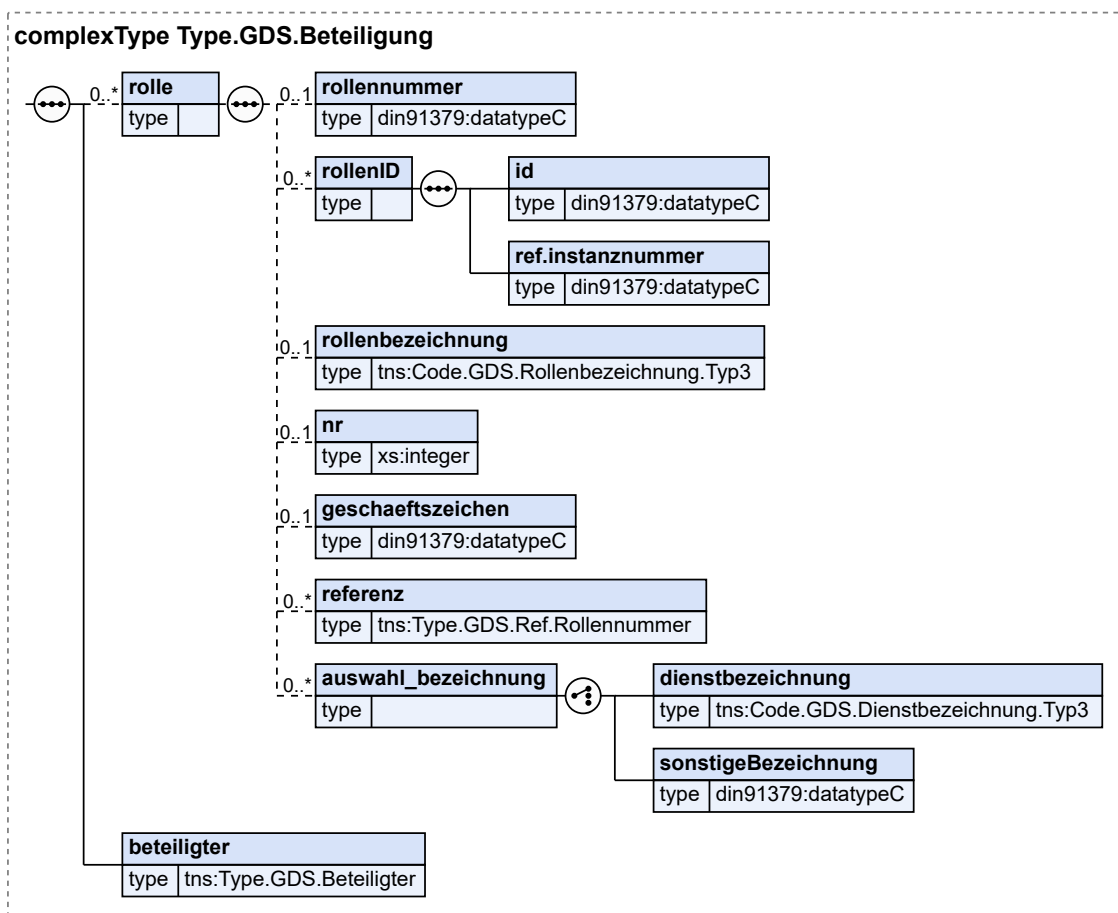 complexType Type.GDS.Beteiligung
0..* rolle
type
0..1 rollennummer
type din91379:datatypeC
0..* rollenID
type
id
type din91379:datatypeC
ref.instanznummer
type din91379:datatypeC
0..1 rollenbezeichnung
type tns:Code.GDS.Rollenbezeichnung.Typ3
0..1 nr
type xs:integer
0..1 geschaeftszeichen
type din91379:datatypeC
0..* referenz
type tns:Type.GDS.Ref.Rollennummer
0..* auswahl_bezeichnung
type
dienstbezeichnung
type tns:Code.GDS.Dienstbezeichnung.Typ3
sonstigeBezeichnung
type din91379:datatypeC
beteiligter
type tns:Type.GDS.Beteiligter